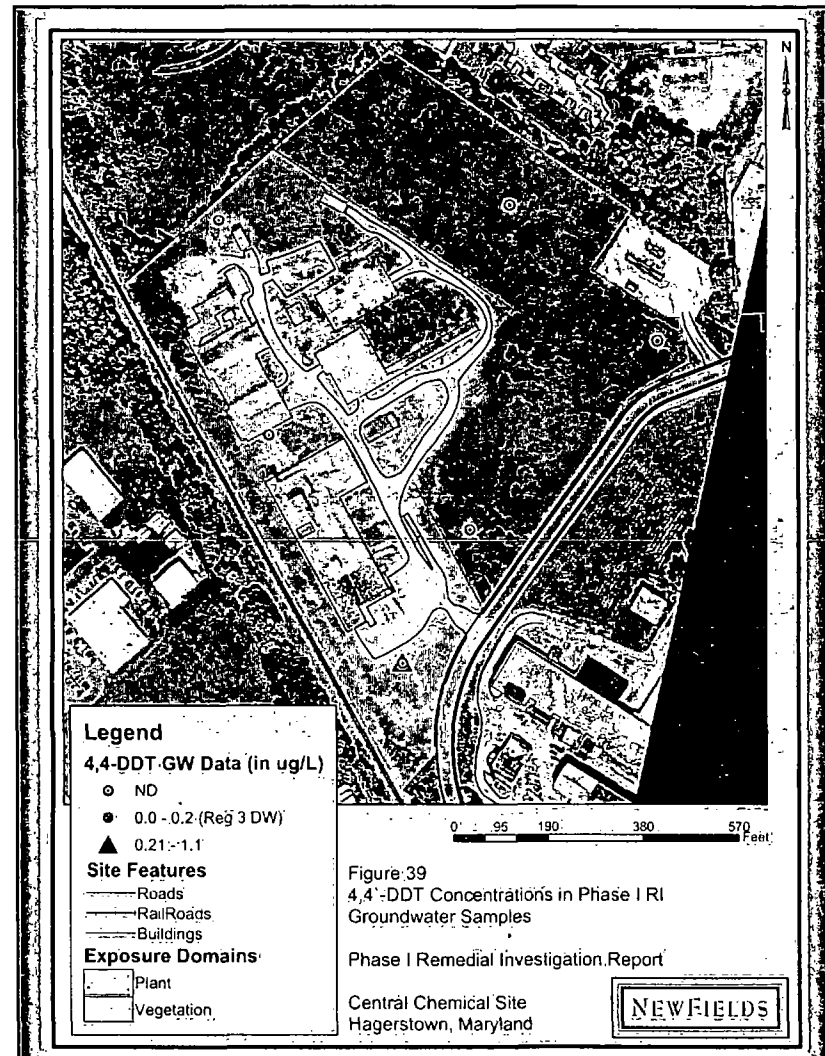 N
Legend
4,4-DDT GW Data (in ug/L)
ND
0.0 - 0.2 (Reg 3 DW)
0.21 - 1.1
Site Features
Roads
RailRoads
Buildings
Exposure Domains
Plant
Vegetation
0 95 190 380 570
Feet
Figure 39
4,4'-DDT Concentrations in Phase I RI
Groundwater Samples
Phase I Remedial Investigation Report
Central Chemical Site
Hagerstown, Maryland
NEWFIELDS